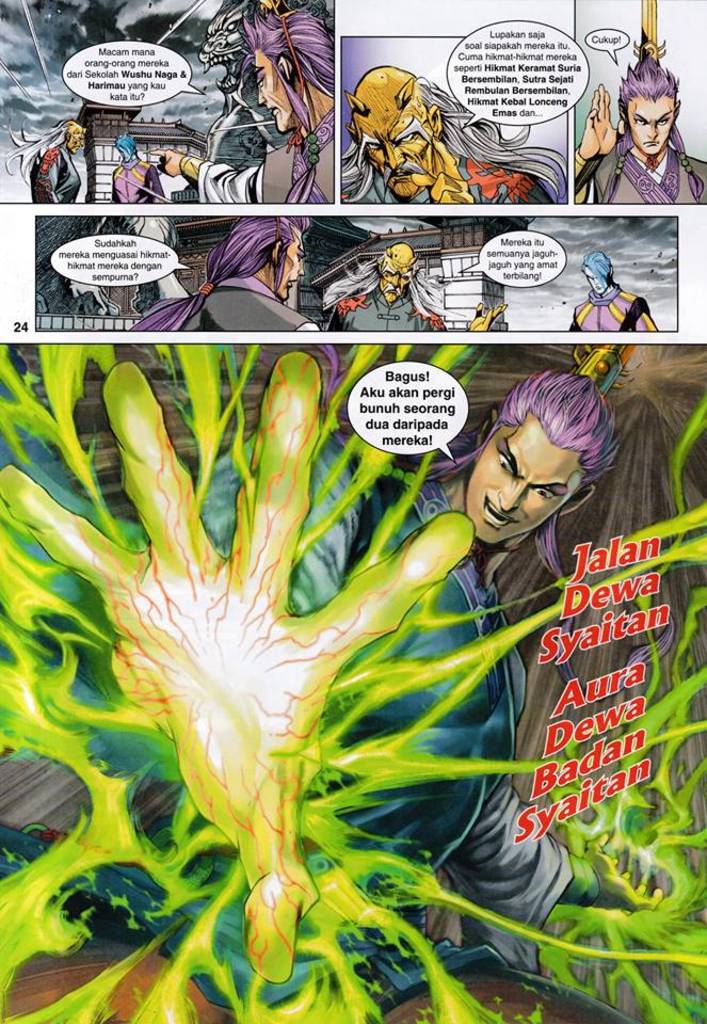 Macam mana
orang-orang mereka
dari Sekolah Wushu Naga &
Harimau yang kau
kata itu?
Lupakan saja
soal siapakah mereka itu.
Cuma hikmat-hikmat mereka
seperti Hikmat Keramat Suria
Bersembilan, Sutra Sejati
Rembulan Bersembilan,
Hikmat Kebal Lonceng
Emas dan...
Cukup!
Sudahkah
mereka menguasai hikmat-
hikmat mereka dengan
sempurna?
Mereka itu
semuanya jaguh-
jaguh yang amat
terbilang!
24
Bagus!
Aku akan pergi
bunuh seorang
dua daripada
mereka!
Jalan
Dewa
Syaitan
Aura
Dewa
Badan
Syaitan